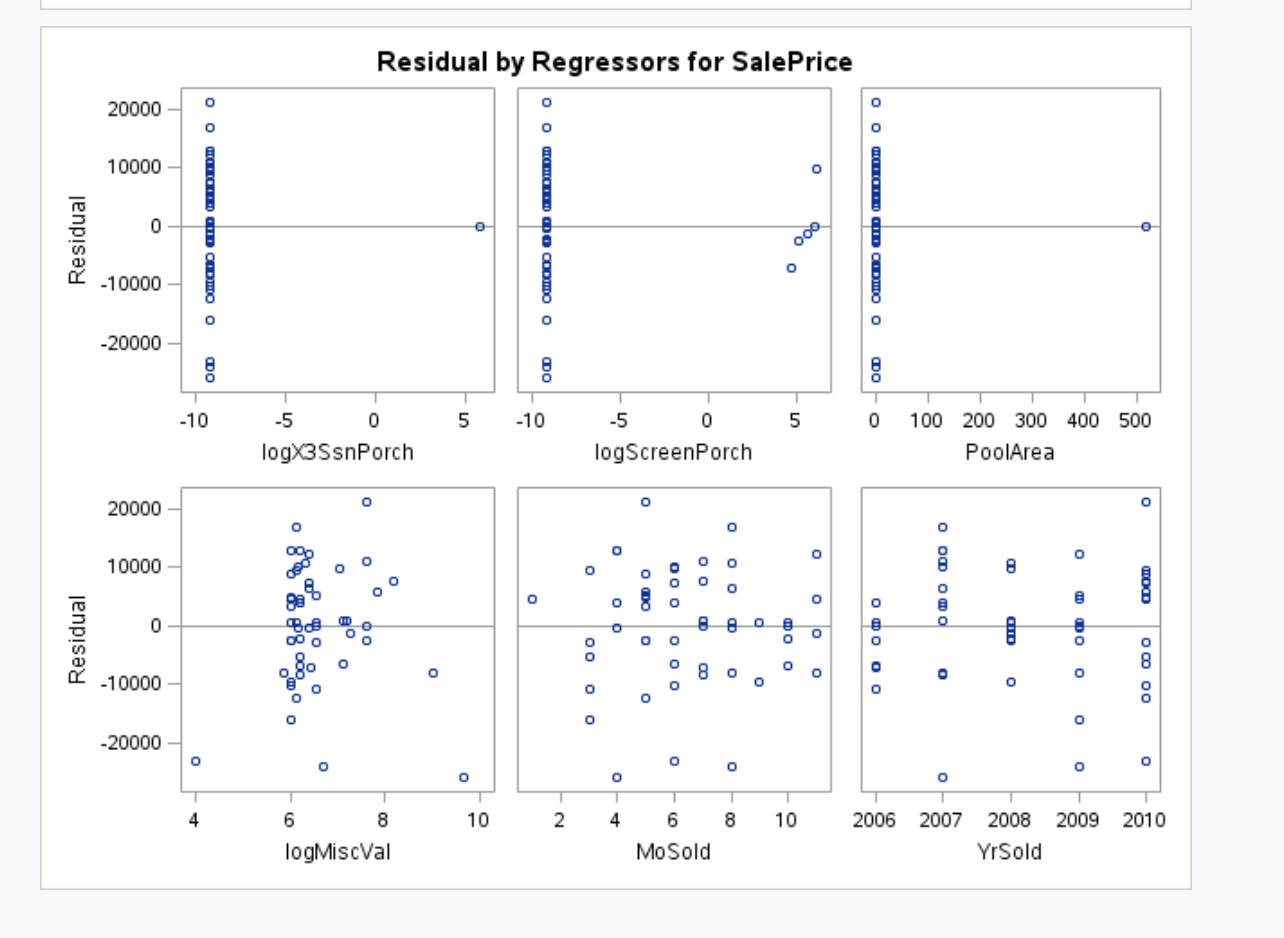 Residual by Regressors for SalePrice
Residual
20000
10000
0
-10000
-20000
-10 -5 0 5
logX3SsnPorch
-10 -5 0 5
logScreenPorch
0 100 200 300 400 500
PoolArea
Residual
20000
10000
0
-10000
-20000
4 6 8 10
logMiscVal
2 4 6 8 10
MoSold
2006 2007 2008 2009 2010
YrSold